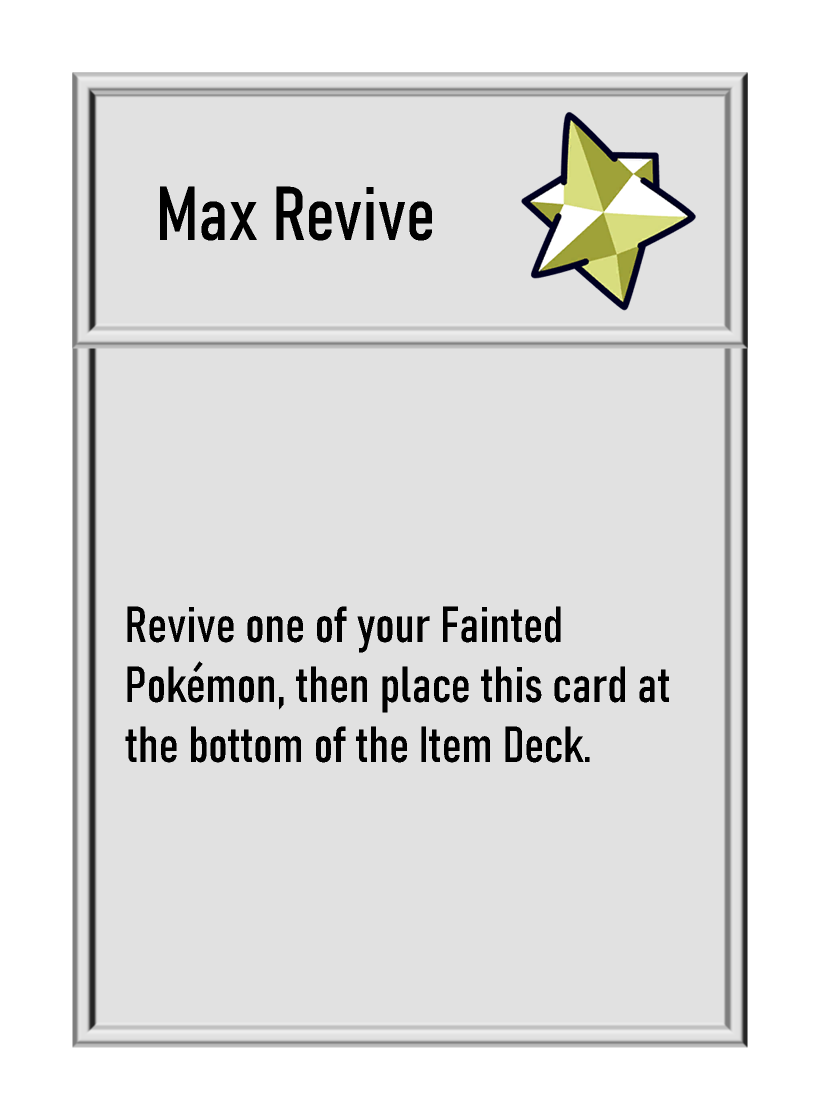 Max Revive
Revive one of your Fainted
Pokémon, then place this card at
the bottom of the Item Deck.